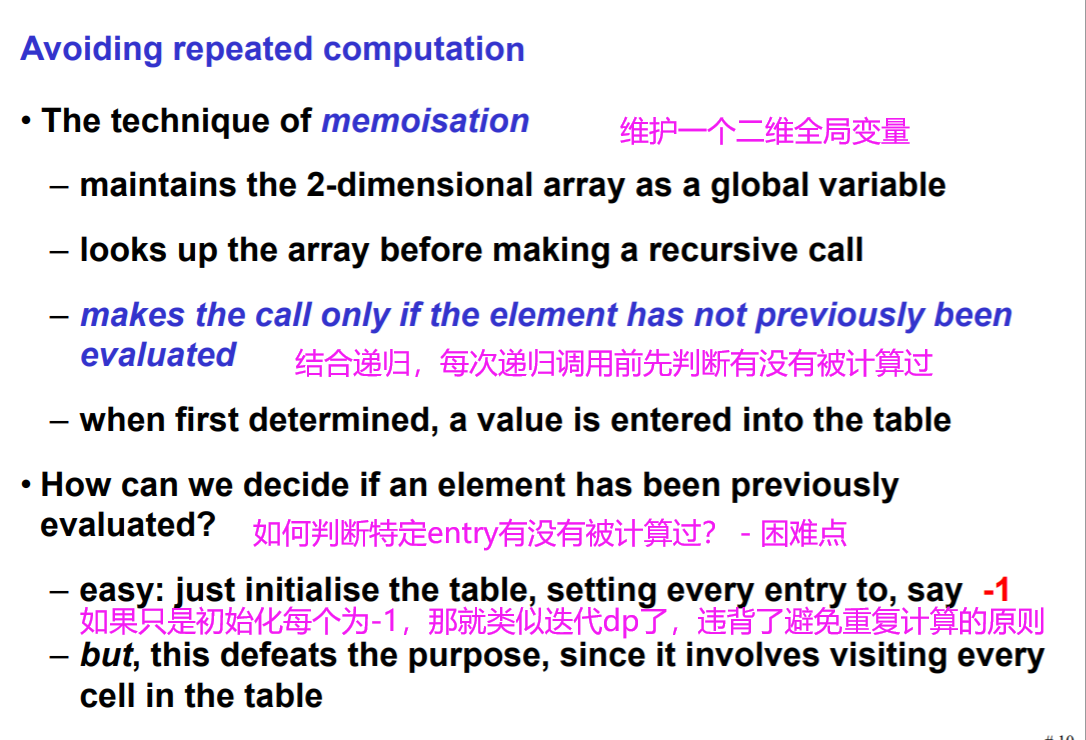 Avoiding repeated computation
• The technique of memoisation
维护一个二维全局变量
– maintains the 2-dimensional array as a global variable
– looks up the array before making a recursive call
– makes the call only if the element has not previously been
evaluated
结合递归，每次递归调用前先判断有没有被计算过
– when first determined, a value is entered into the table
• How can we decide if an element has been previously
evaluated?
如何判断特定entry有没有被计算过？ - 困难点
– easy: just initialise the table, setting every entry to, say -1
如果只是初始化每个为-1，那就类似迭代dp了，违背了避免重复计算的原则
– but, this defeats the purpose, since it involves visiting every
cell in the table